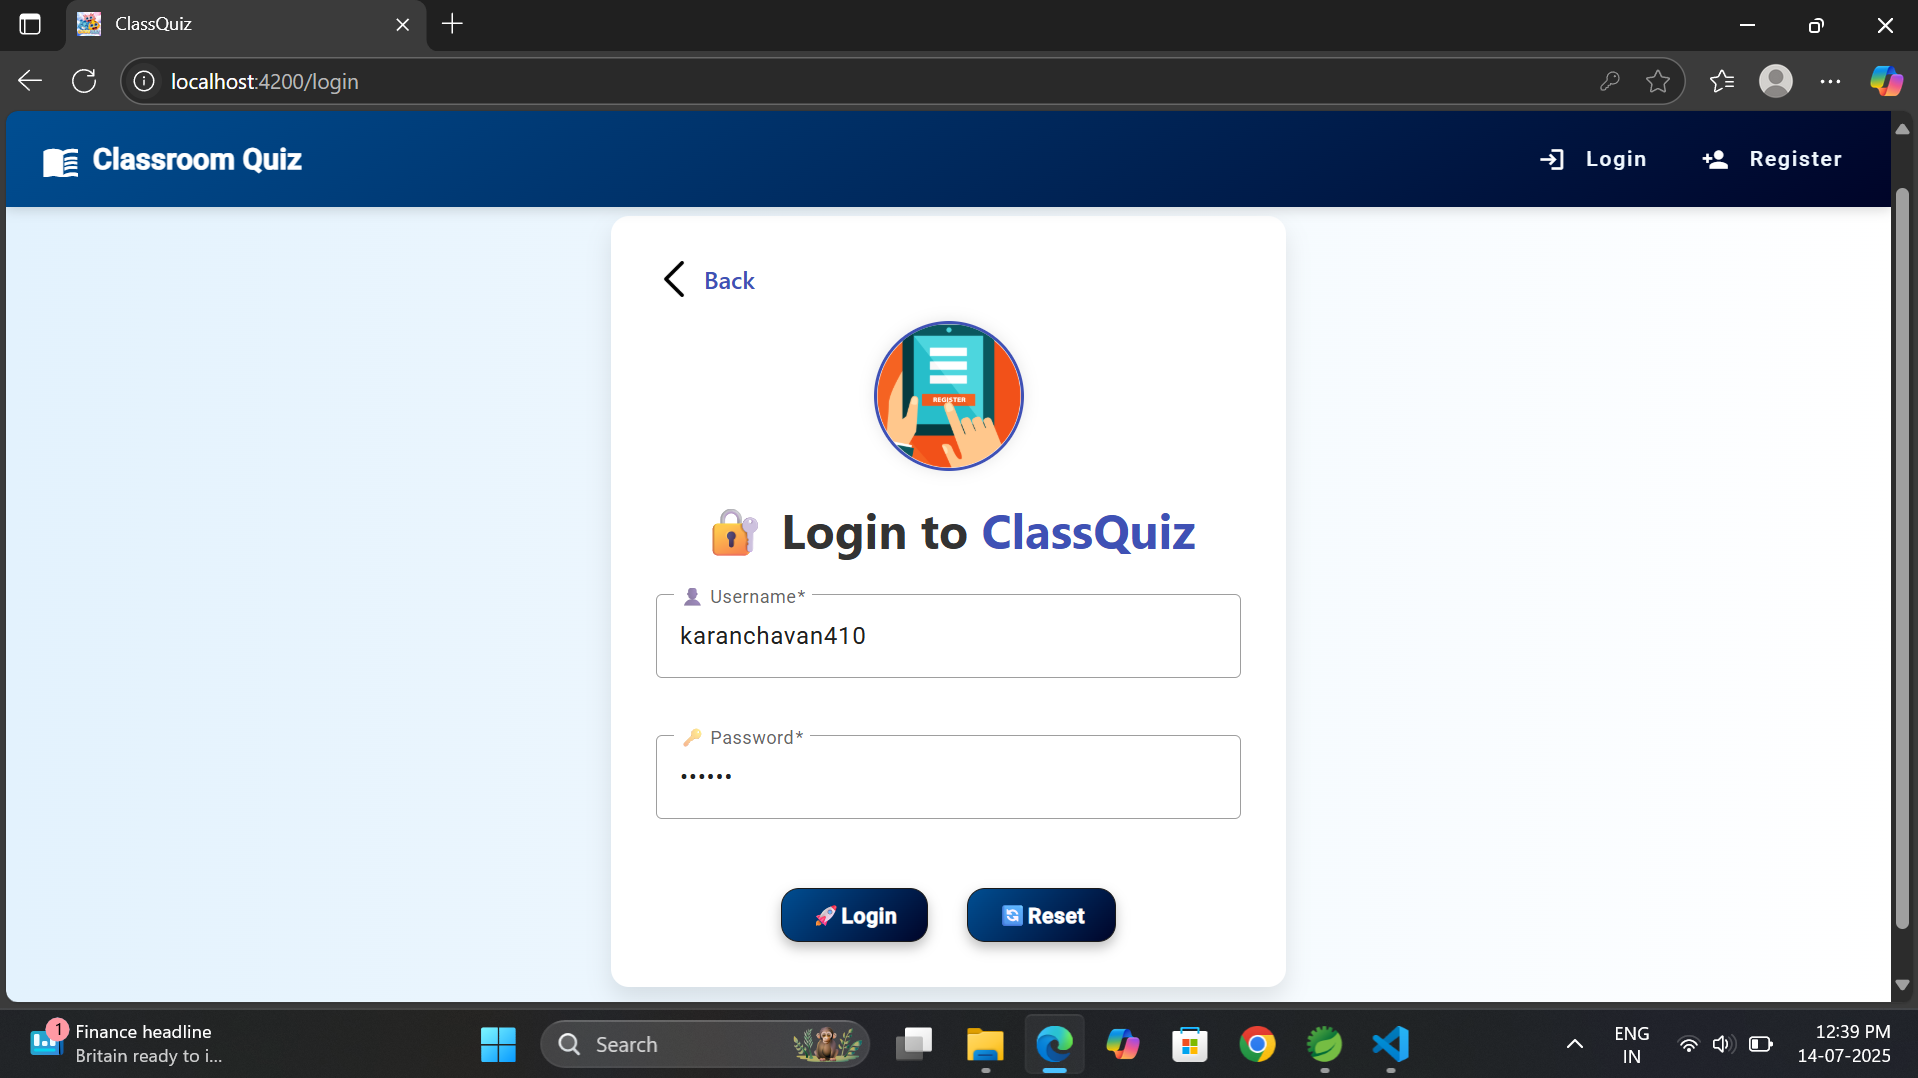 ClassQuiz
localhost:4200/login
Classroom Quiz
Login
Register
Back
REGISTER
🔐 Login to ClassQuiz
👤 Username*
karanchavan410
🔑 Password*
••••••
🚀Login
🔄Reset
1
Finance headline
Britain ready to i...
Search
ENG
IN
12:39 PM
14-07-2025